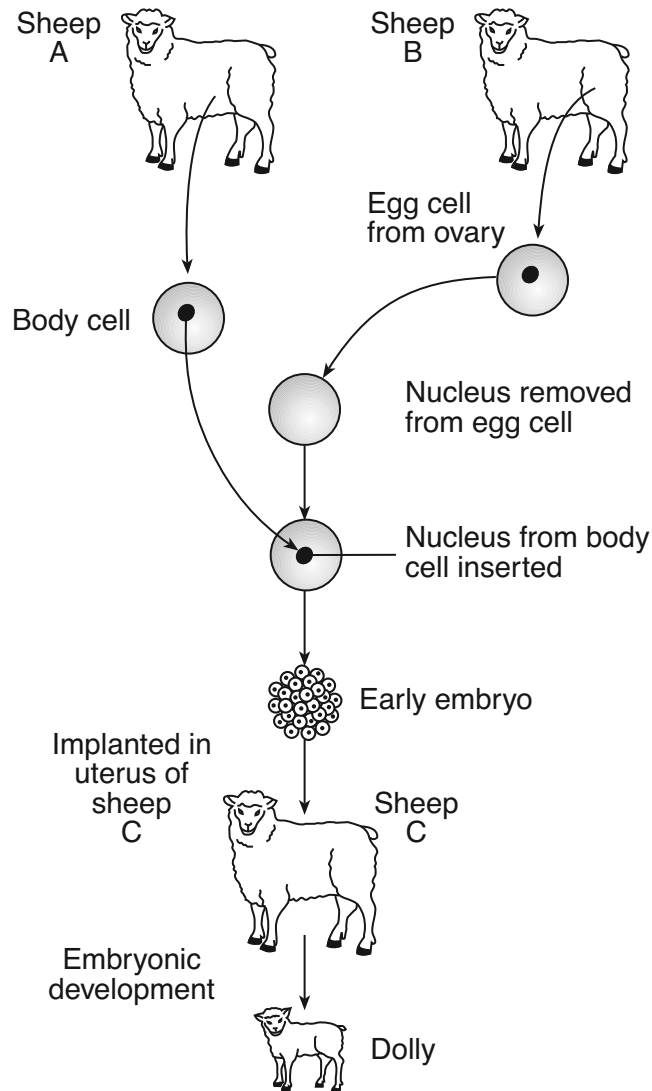 Sheep
A
Sheep
B
Egg cell
from ovary
Body cell
Nucleus removed
from egg cell
Nucleus from body
cell inserted
Early embryo
Implanted in
uterus of
sheep
C
Sheep
C
Embryonic
development
Dolly